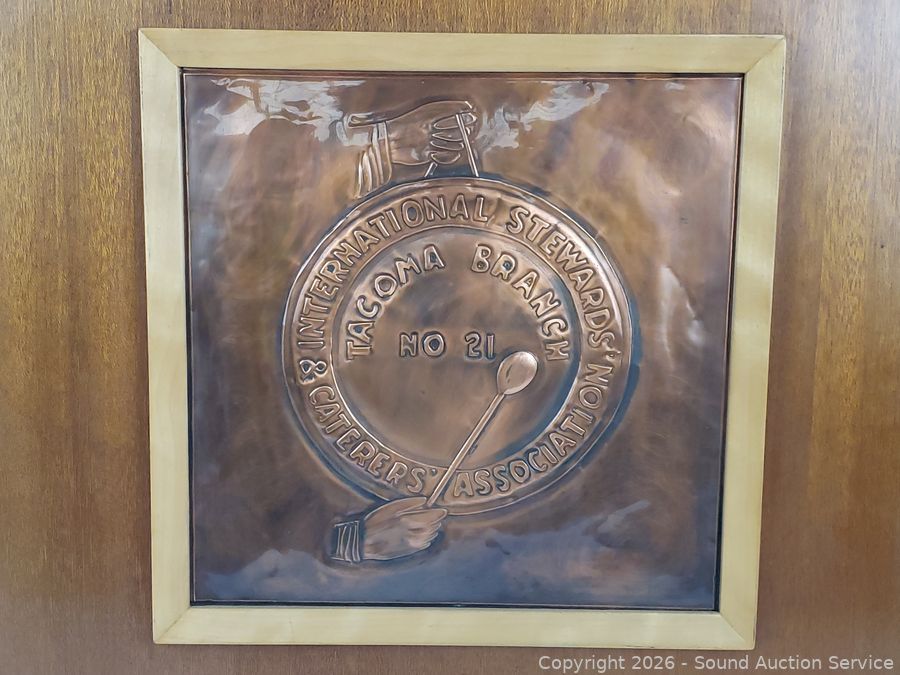 INTERNATIONAL STEWARDS'
& CATERERS' ASSOCIATION
TACOMA BRANCH
NO 21
Copyright 2026 - Sound Auction Service